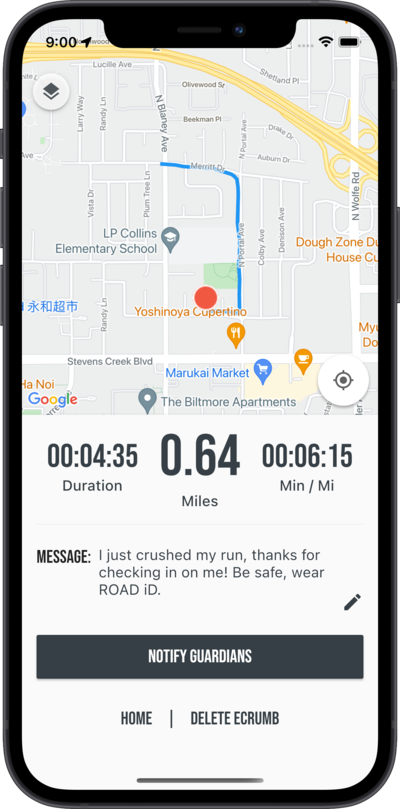 9:00
Lucille Ave
Shetland Pl
Olivewood St
Larry Way
Randy Ln
N Blaney Ave
Beekman Pl
N Portal Ave
Drake Dr
Merritt Dr
Auburn Dr
Ave
Vista Dr
Plum Tree Ln
N Wolfe Rd
LP Collins
Elementary School
N Portal Ave
Colby Ave
Denison Ave
Dough Zone Du
House Cu
永和超市
Randy Ln
Yoshinoya Cupertino
Myu
Do
Stevens Creek Blvd
Marukai Market
Ha Noi
Google
The Biltmore Apartments
00:04:35
Duration
0.64
Miles
00:06:15
Min / Mi
MESSAGE: I just crushed my run, thanks for
checking in on me! Be safe, wear
ROAD iD.
NOTIFY GUARDIANS
HOME | DELETE ECRUMB